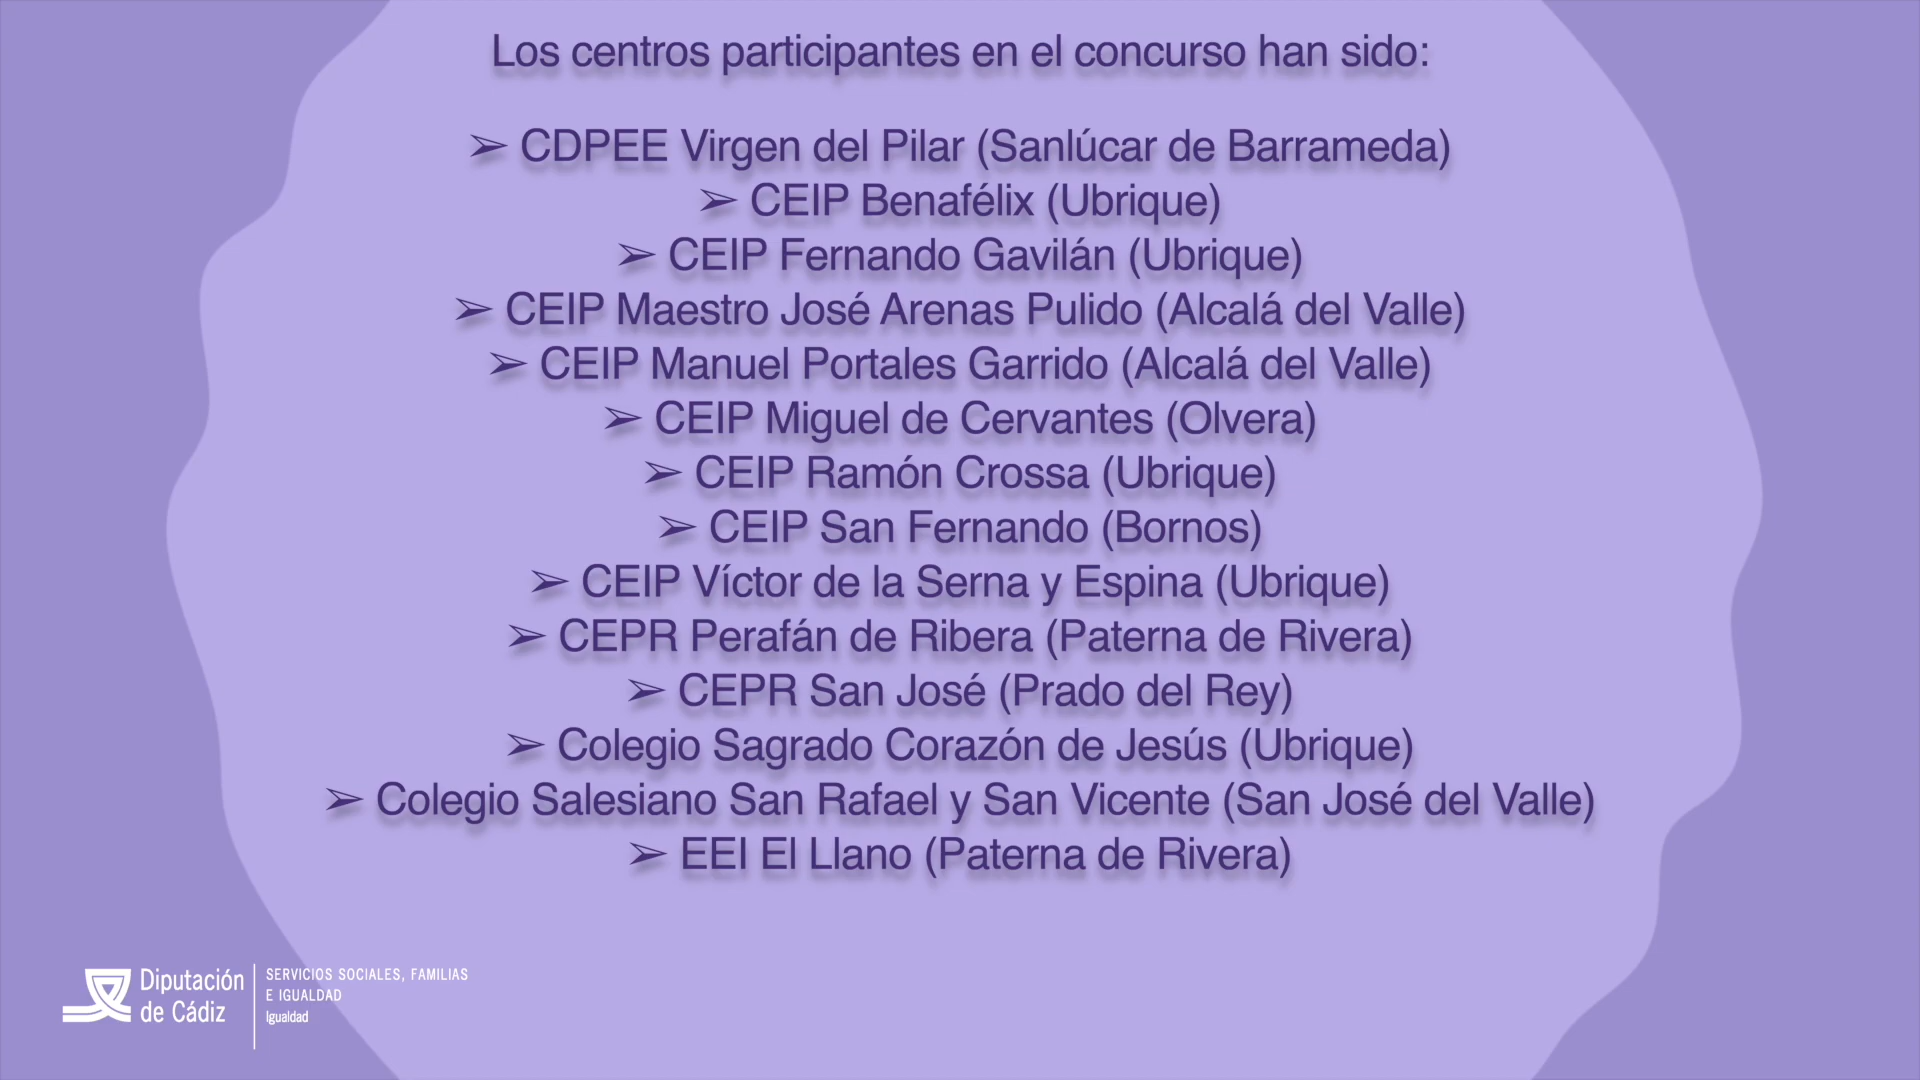 Los centros participantes en el concurso han sido:
➢ CDPEE Virgen del Pilar (Sanlúcar de Barrameda)
➢ CEIP Benafélix (Ubrique)
➢ CEIP Fernando Gavilán (Ubrique)
➢ CEIP Maestro José Arenas Pulido (Alcalá del Valle)
➢ CEIP Manuel Portales Garrido (Alcalá del Valle)
➢ CEIP Miguel de Cervantes (Olvera)
➢ CEIP Ramón Crossa (Ubrique)
➢ CEIP San Fernando (Bornos)
➢ CEIP Víctor de la Serna y Espina (Ubrique)
➢ CEPR Perafán de Ribera (Paterna de Rivera)
➢ CEPR San José (Prado del Rey)
➢ Colegio Sagrado Corazón de Jesús (Ubrique)
➢ Colegio Salesiano San Rafael y San Vicente (San José del Valle)
➢ EEI El Llano (Paterna de Rivera)
Diputación
de Cádiz
SERVICIOS SOCIALES, FAMILIAS
E IGUALDAD
Igualdad